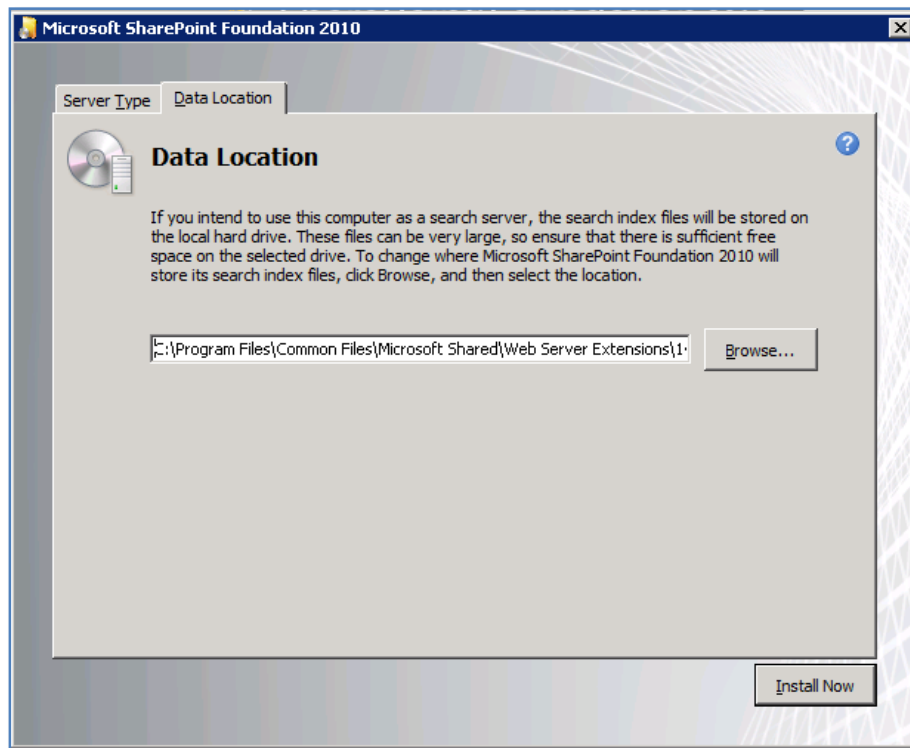 Microsoft SharePoint Foundation 2010
Server Type
Data Location
Data Location
If you intend to use this computer as a search server, the search index files will be stored on
the local hard drive. These files can be very large, so ensure that there is sufficient free
space on the selected drive. To change where Microsoft SharePoint Foundation 2010 will
store its search index files, click Browse, and then select the location.
:\Program Files\Common Files\Microsoft Shared\Web Server Extensions\1
Browse...
Install Now